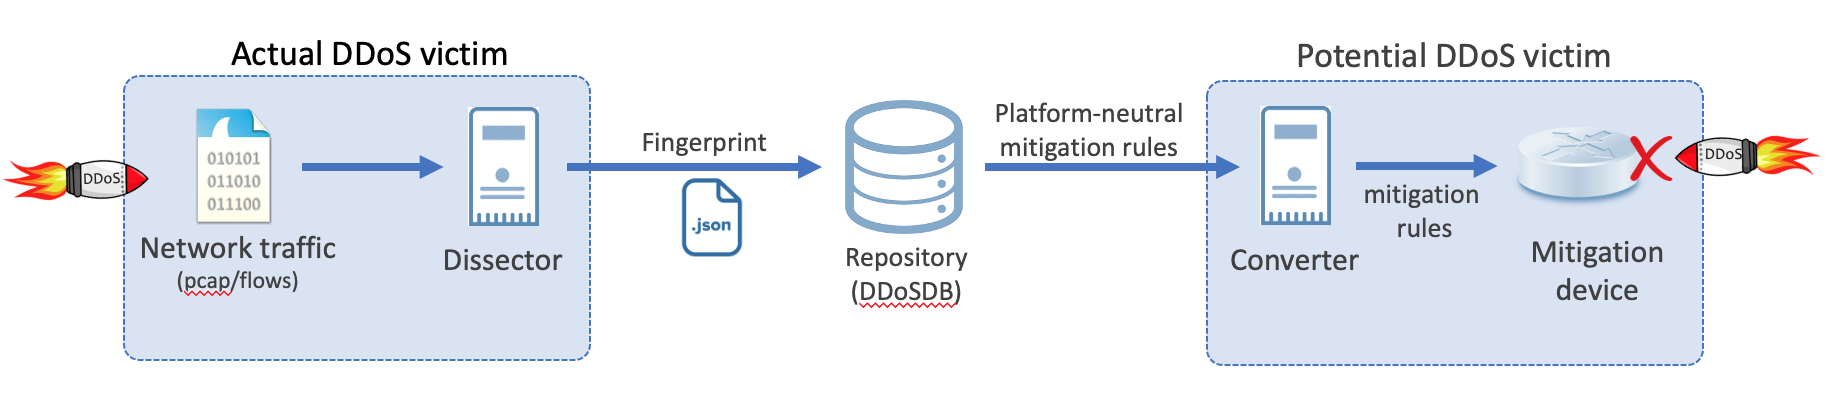 Actual DDoS victim
DDoS
010101
011010
011100
Network traffic
(pcap/flows)
Dissector
Fingerprint
.json
Repository
(DDoSDB)
Platform-neutral
mitigation rules
Potential DDoS victim
Converter
mitigation
rules
Mitigation
device
DDoS